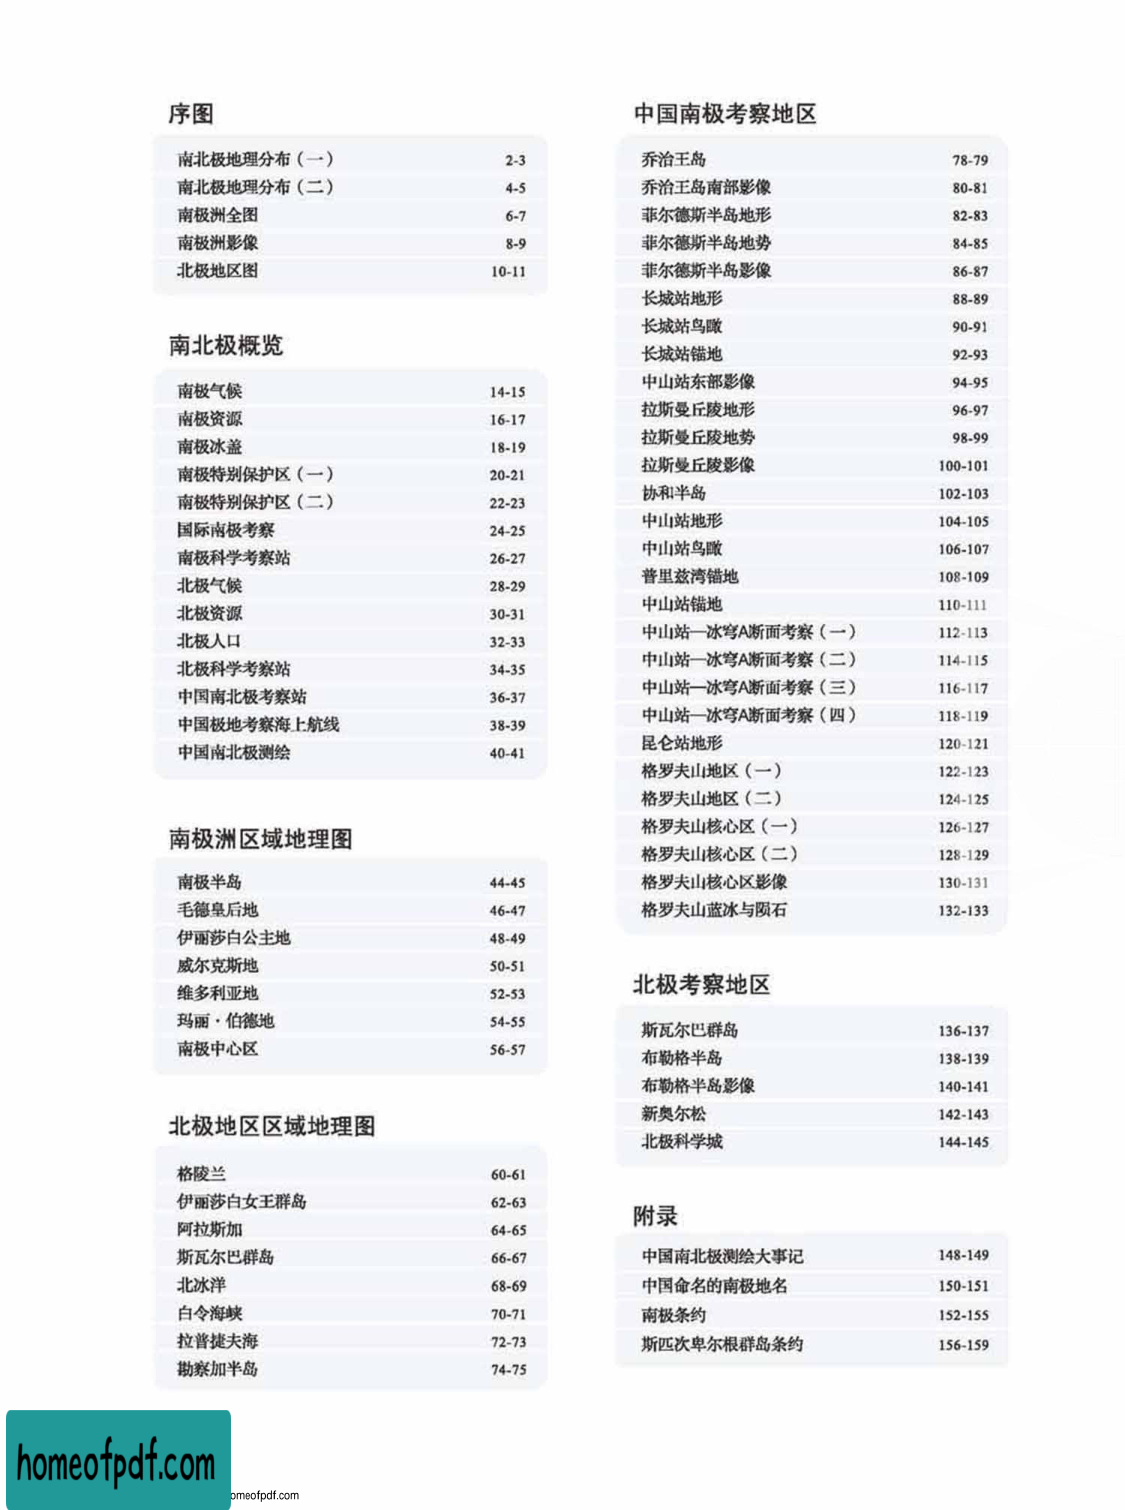 序图
南北极地理分布（一） 2-3
南北极地理分布（二） 4-5
南极洲全图 6-7
南极洲影像 8-9
北极地区图 10-11
南北极概览
南极气候 14-15
南极资源 16-17
南极冰盖 18-19
南极特别保护区（一） 20-21
南极特别保护区（二） 22-23
国际南极考察 24-25
南极科学考察站 26-27
北极气候 28-29
北极资源 30-31
北极人口 32-33
北极科学考察站 34-35
中国南北极考察站 36-37
中国极地考察海上航线 38-39
中国南北极测绘 40-41
南极洲区域地理图
南极半岛 44-45
毛德皇后地 46-47
伊丽莎白公主地 48-49
威尔克斯地 50-51
维多利亚地 52-53
玛丽·伯德地 54-55
南极中心区 56-57
北极地区区域地理图
格陵兰 60-61
伊丽莎白女王群岛 62-63
阿拉斯加 64-65
斯瓦尔巴群岛 66-67
北冰洋 68-69
白令海峡 70-71
拉普捷夫海 72-73
勘察加半岛 74-75
中国南极考察地区
乔治王岛 78-79
乔治王岛南部影像 80-81
菲尔德斯半岛地形 82-83
菲尔德斯半岛地势 84-85
菲尔德斯半岛影像 86-87
长城站地形 88-89
长城站鸟瞰 90-91
长城站锚地 92-93
中山站东部影像 94-95
拉斯曼丘陵地形 96-97
拉斯曼丘陵地势 98-99
拉斯曼丘陵影像 100-101
协和半岛 102-103
中山站地形 104-105
中山站鸟瞰 106-107
普里兹湾锚地 108-109
中山站锚地 110-111
中山站—冰穹A断面考察（一） 112-113
中山站—冰穹A断面考察（二） 114-115
中山站—冰穹A断面考察（三） 116-117
中山站—冰穹A断面考察（四） 118-119
昆仑站地形 120-121
格罗夫山地区（一） 122-123
格罗夫山地区（二） 124-125
格罗夫山核心区（一） 126-127
格罗夫山核心区（二） 128-129
格罗夫山核心区影像 130-131
格罗夫山蓝冰与陨石 132-133
北极考察地区
斯瓦尔巴群岛 136-137
布勒格半岛 138-139
布勒格半岛影像 140-141
新奥尔松 142-143
北极科学城 144-145
附录
中国南北极测绘大事记 148-149
中国命名的南极地名 150-151
南极条约 152-155
斯匹次卑尔根群岛条约 156-159
homeofpdf.com
omeofpdf.com